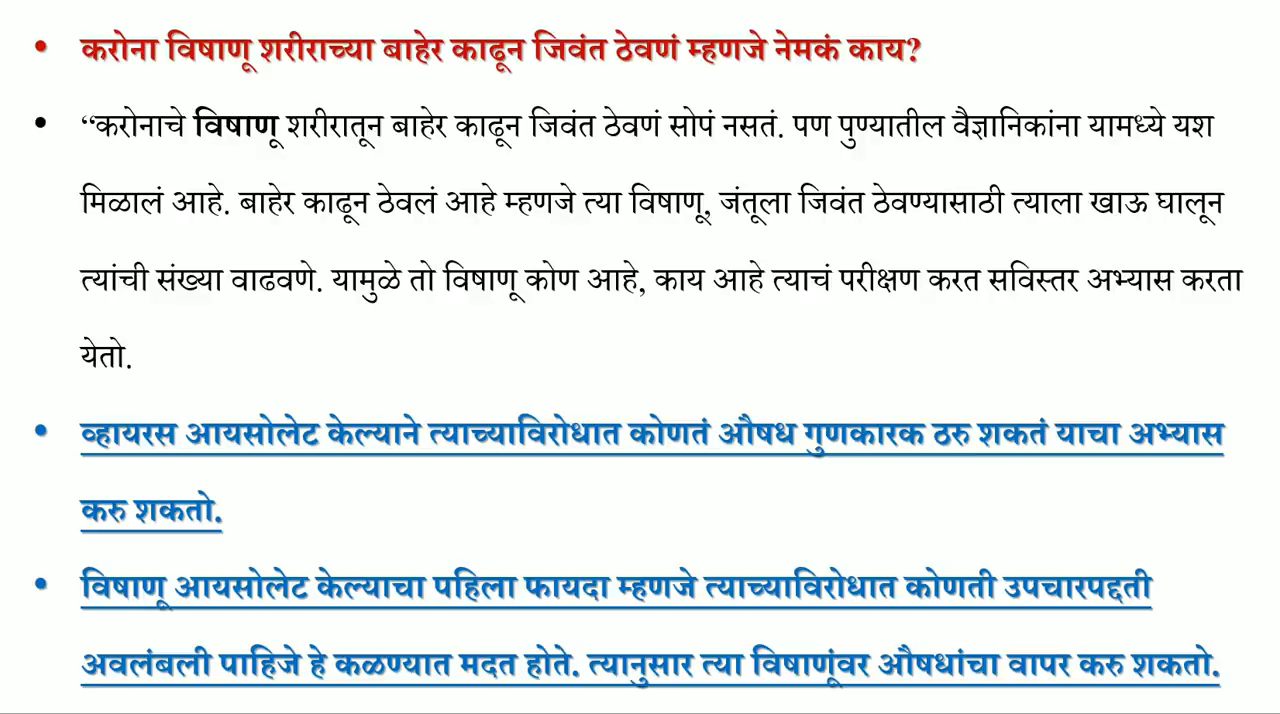 • करोना विषाणू शरीराच्या बाहेर काढून जिवंत ठेवणं म्हणजे नेमकं काय?
• “करोनाचे विषाणू शरीरातून बाहेर काढून जिवंत ठेवणं सोपं नसतं. पण पुण्यातील वैज्ञानिकांना यामध्ये यश
मिळालं आहे. बाहेर काढून ठेवलं आहे म्हणजे त्या विषाणू, जंतूला जिवंत ठेवण्यासाठी त्याला खाऊ घालून
त्यांची संख्या वाढवणे. यामुळे तो विषाणू कोण आहे, काय आहे त्याचं परीक्षण करत सविस्तर अभ्यास करता
येतो.
• व्हायरस आयसोलेट केल्याने त्याच्याविरोधात कोणतं औषध गुणकारक ठरु शकतं याचा अभ्यास
करु शकतो.
• विषाणू आयसोलेट केल्याचा पहिला फायदा म्हणजे त्याच्याविरोधात कोणती उपचारपद्दती
अवलंबली पाहिजे हे कळण्यात मदत होते. त्यानुसार त्या विषाणूंवर औषधांचा वापर करु शकतो.